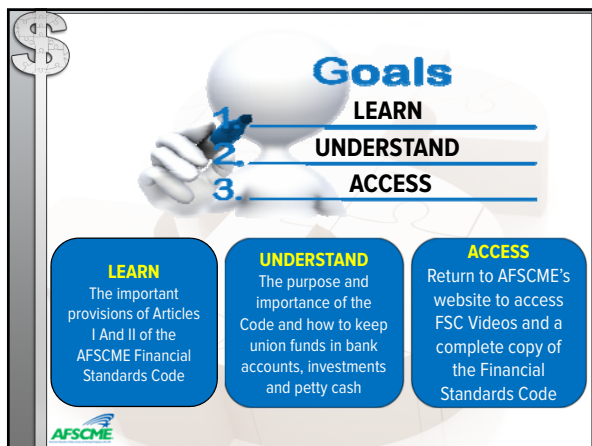 $
Goals
1. LEARN
2. UNDERSTAND
3. ACCESS
LEARN
The important
provisions of Articles
I And II of the
AFSCME Financial
Standards Code
UNDERSTAND
The purpose and
importance of the
Code and how to keep
union funds in bank
accounts, investments
and petty cash
ACCESS
Return to AFSCME’s
website to access
FSC Videos and a
complete copy of
the Financial
Standards Code
AFSCME